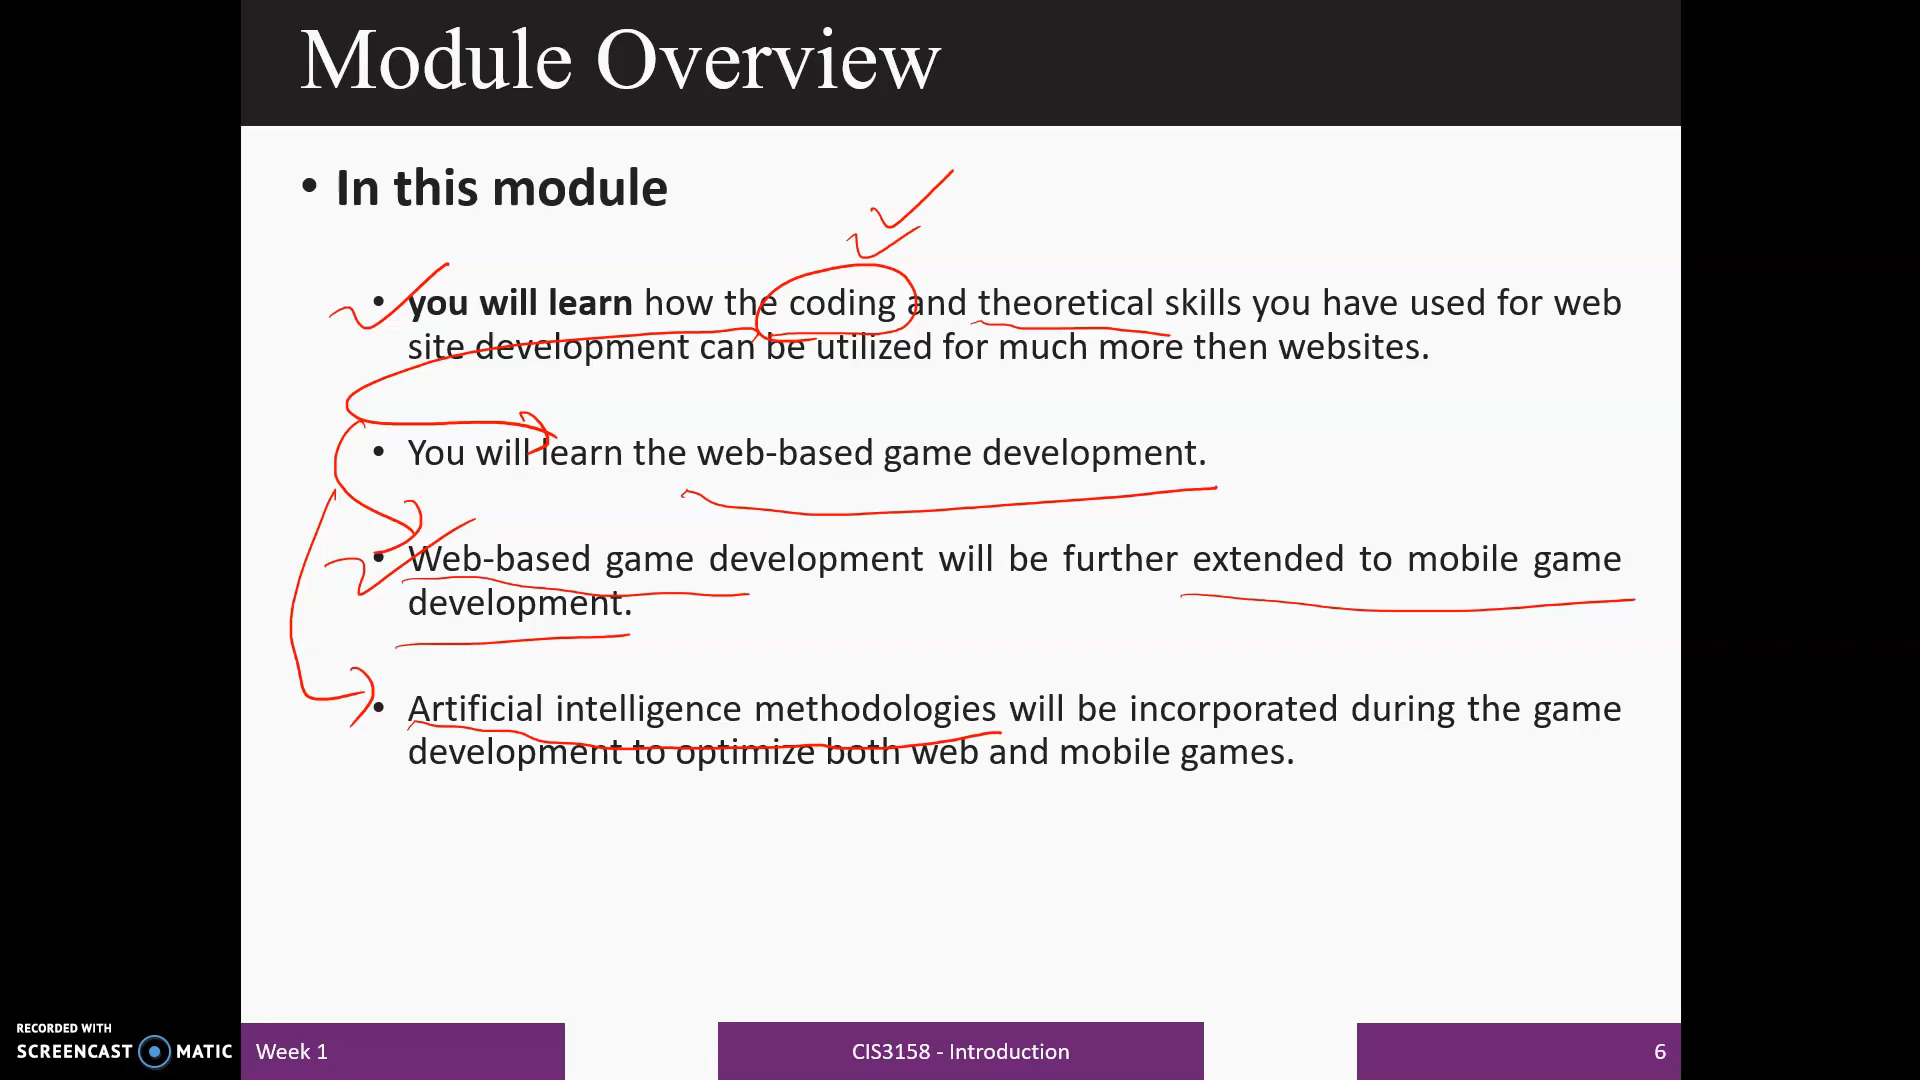 Module Overview
• In this module
• you will learn how the coding and theoretical skills you have used for web
site development can be utilized for much more then websites.
• You will learn the web-based game development.
• Web-based game development will be further extended to mobile game
development.
• Artificial intelligence methodologies will be incorporated during the game
development to optimize both web and mobile games.
RECORDED WITH
SCREENCAST MATIC
Week 1
CIS3158 - Introduction
6